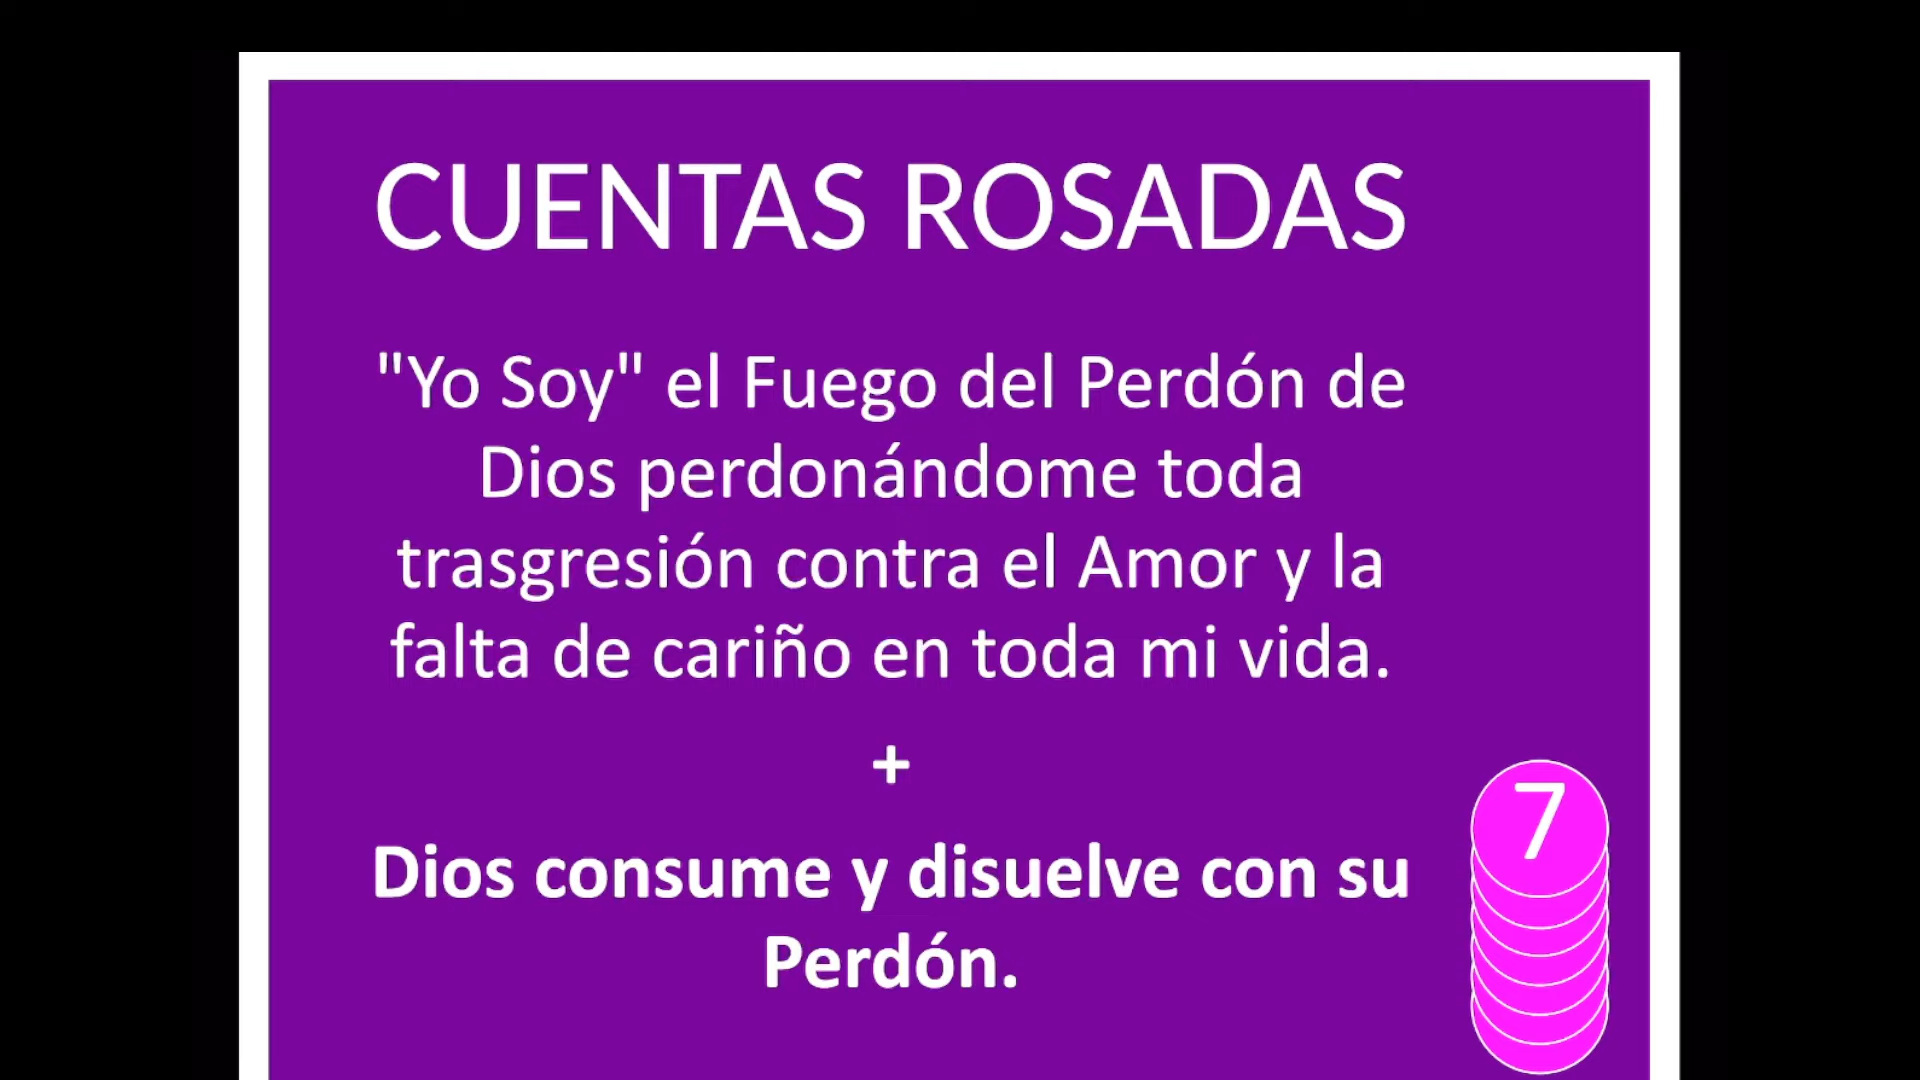 CUENTAS ROSADAS
"Yo Soy" el Fuego del Perdón de
Dios perdonándome toda
trasgresión contra el Amor y la
falta de cariño en toda mi vida.
+
Dios consume y disuelve con su
Perdón.
7